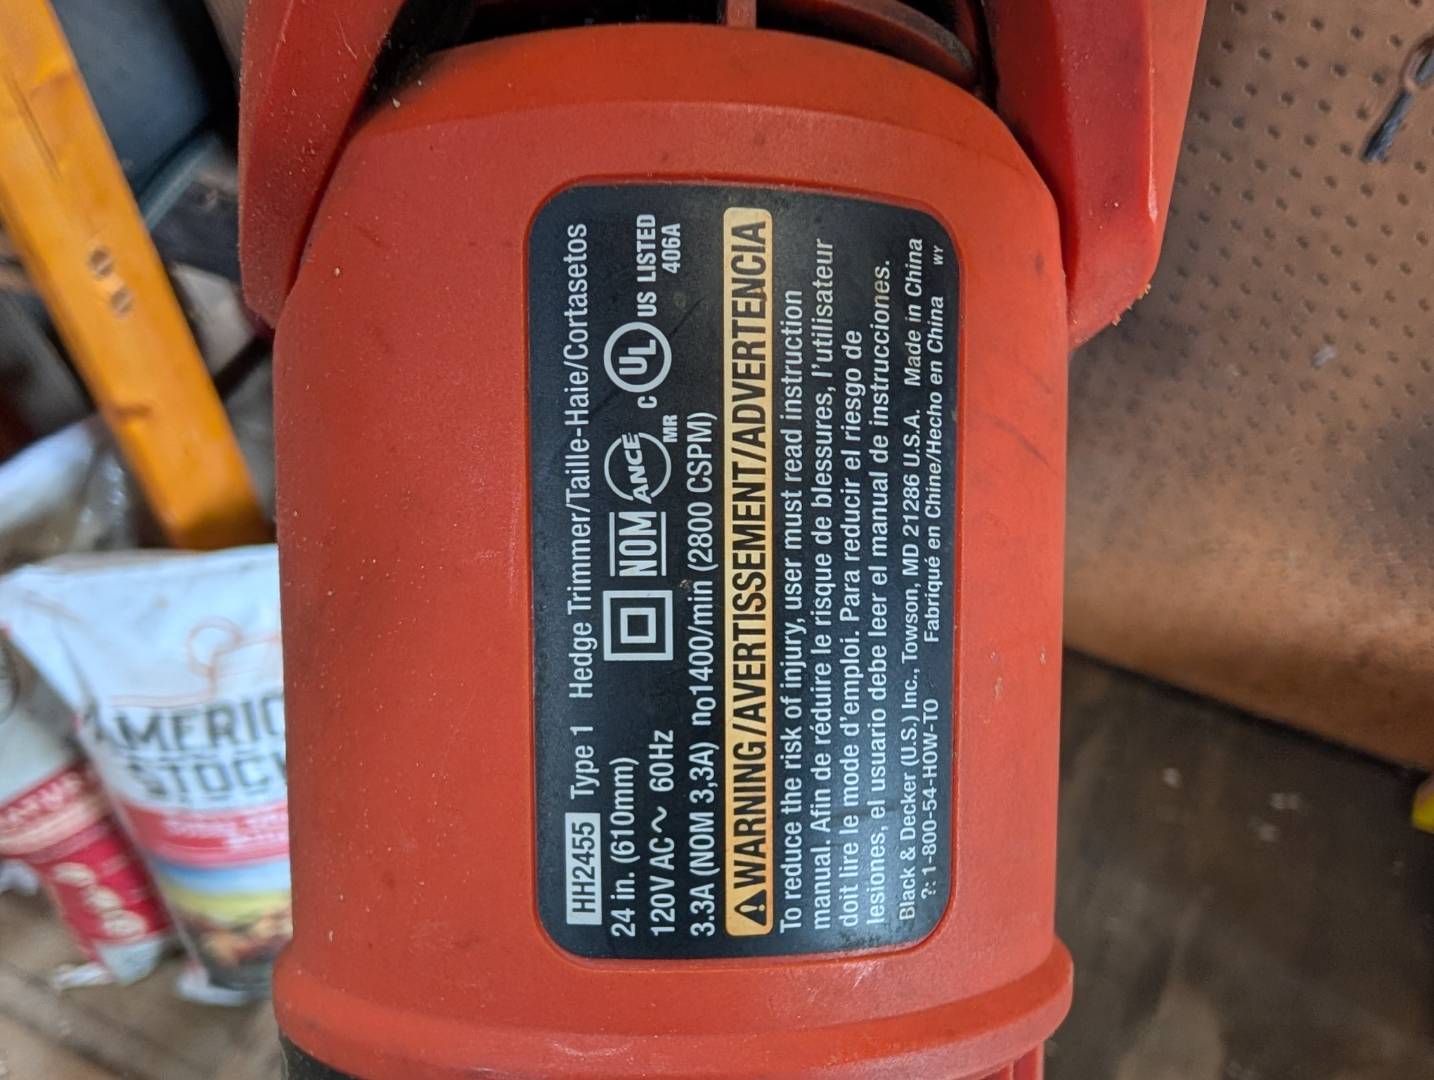 HH2455 Type 1 Hedge Trimmer/Taille-Haie/Cortasetos
24 in. (610mm)
120V AC~ 60Hz
NOM ANCE MR C UL US LISTED 406A
3.3A (NOM 3,3A) n₀1400/min (2800 CSPM)
WARNING/AVERTISSEMENT/ADVERTENCIA
To reduce the risk of injury, user must read instruction
manual. Afin de réduire le risque de blessures, l'utilisateur
doit lire le mode d'emploi. Para reducir el riesgo de
lesiones, el usuario debe leer el manual de instrucciones.
Black & Decker (U.S.) Inc., Towson, MD 21286 U.S.A. Made in China
?: 1-800-54-HOW-TO Fabriqué en Chine/Hecho en China WY
AMERIC
STOCK